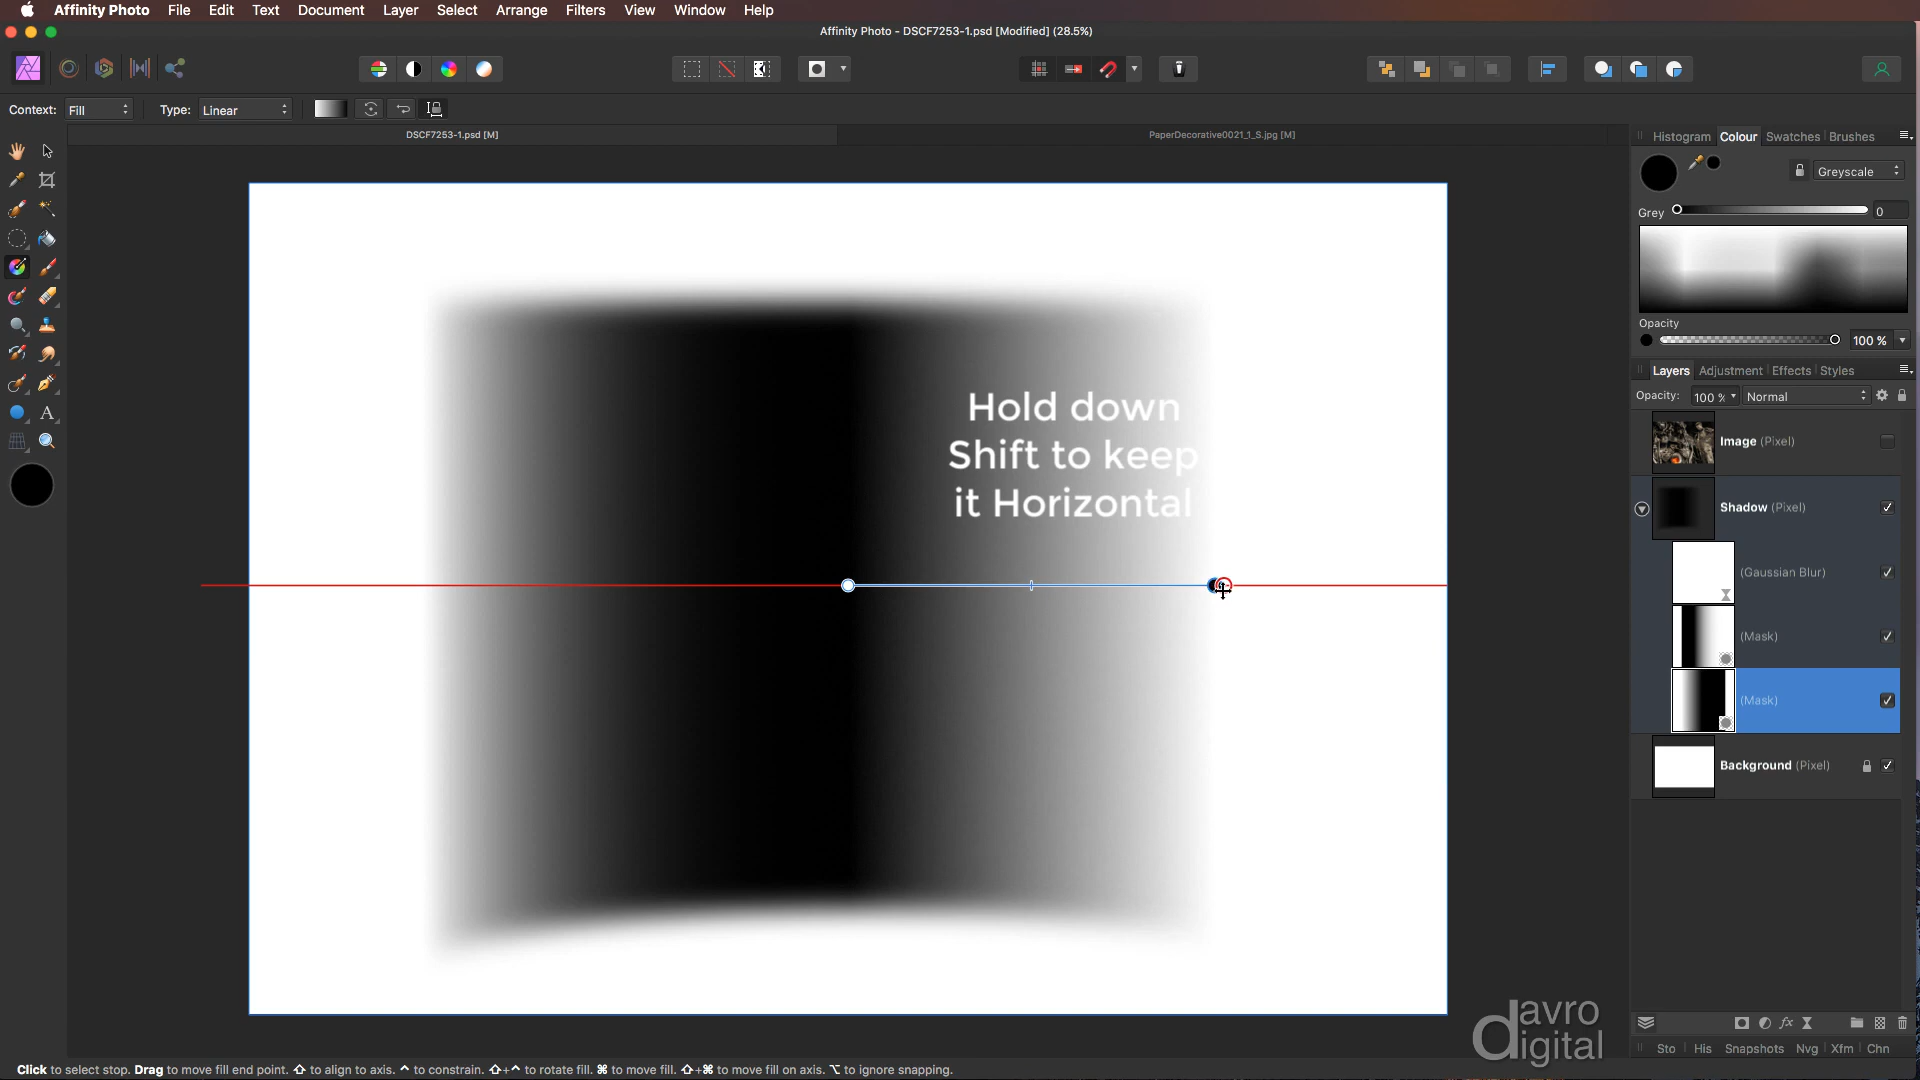 Affinity Photo File Edit Text Document Layer Select Arrange Filters View Window Help
Affinity Photo - DSCF7253-1.psd [Modified] (28.5%)
Context: Fill Type: Linear
DSCF7253-1.psd [M] PaperDecorative0021_1_S.jpg [M]
Histogram Colour Swatches Brushes
Greyscale
Grey 0
Opacity
100 %
Layers Adjustment Effects Styles
Opacity: 100 % Normal
Image (Pixel)
Shadow (Pixel)
(Gaussian Blur)
(Mask)
(Mask)
Background (Pixel)
Hold down
Shift to keep
it Horizontal
davro
digital
fx
Sto His Snapshots Nvg Xfm Chn
Click to select stop. Drag to move fill end point. ⇧ to align to axis. ^ to constrain. ⇧+^ to rotate fill. ⌘ to move fill. ⇧+⌘ to move fill on axis. ⌥ to ignore snapping.